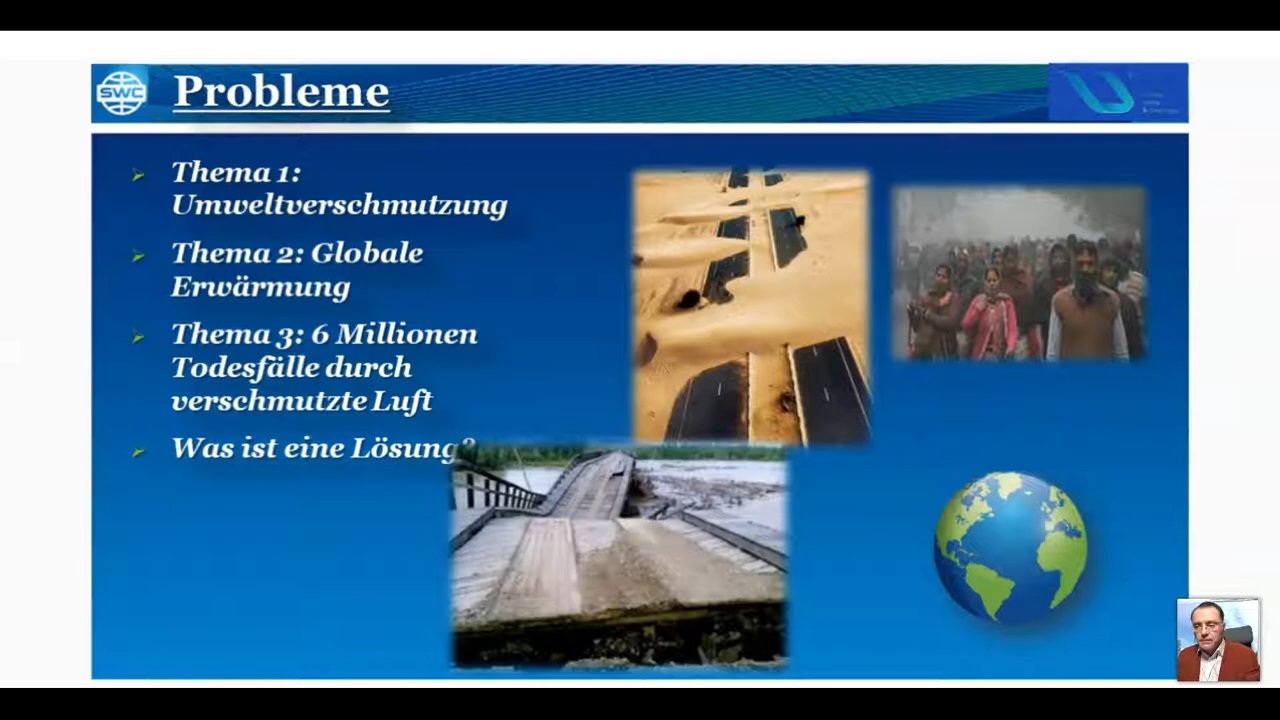 SWC
Probleme
Thema 1:
Umweltverschmutzung
Thema 2: Globale
Erwärmung
Thema 3: 6 Millionen
Todesfälle durch
verschmutzte Luft
Was ist eine Lösung?